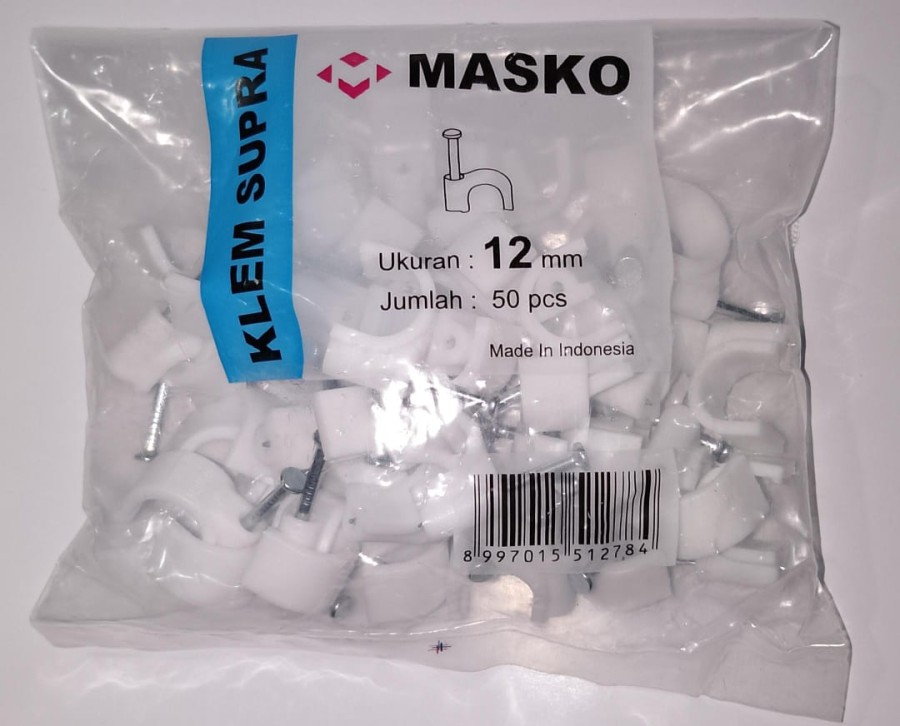 KLEM SUPRA
MASKO
Ukuran : 12 mm
Jumlah : 50 pcs
Made In Indonesia
8 997015 512784